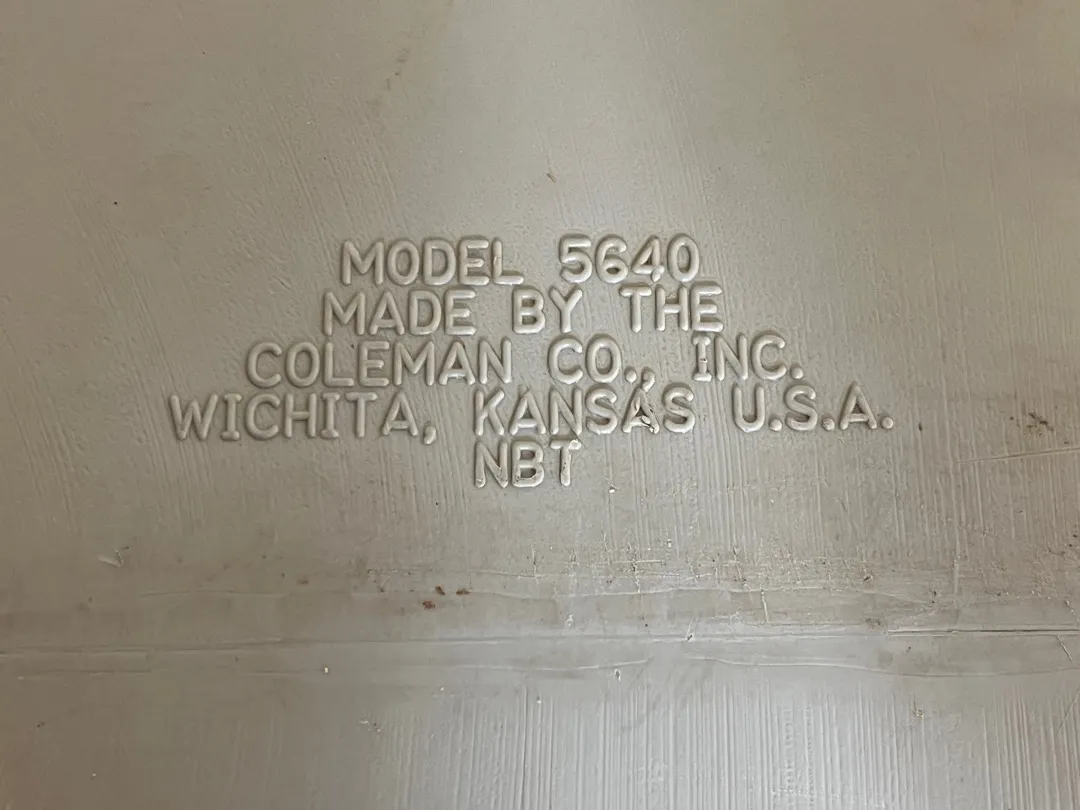 MODEL 5640
MADE BY THE
COLEMAN CO., INC.
WICHITA, KANSAS U.S.A.
NBT